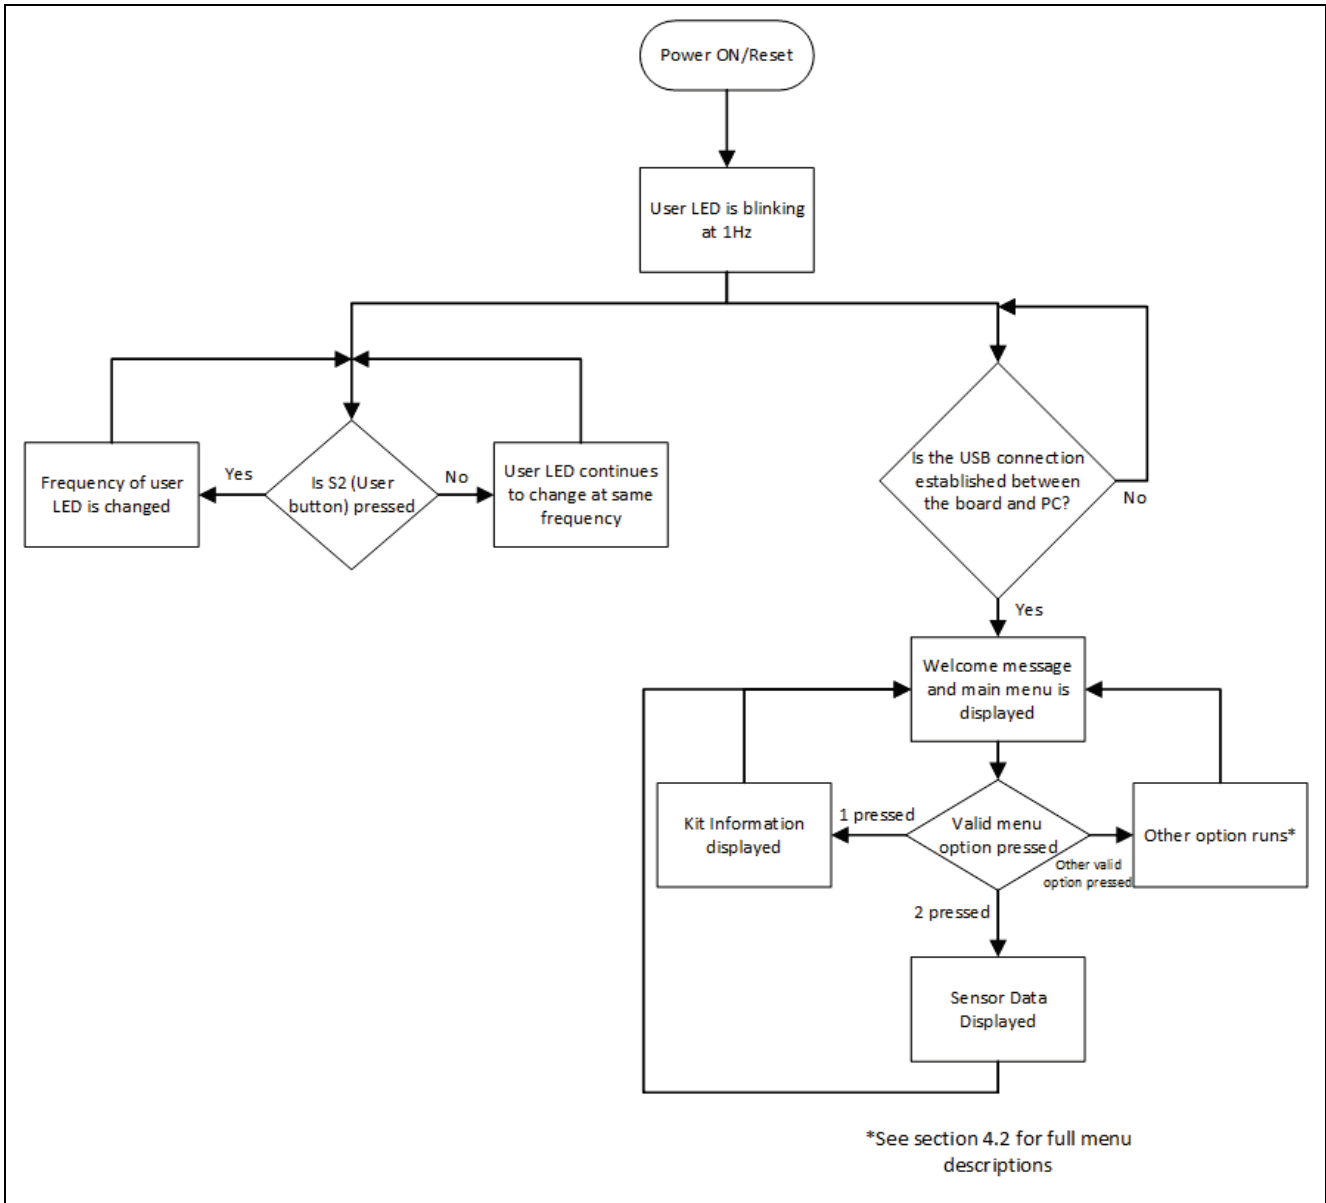 Power ON/Reset
User LED is blinking
at 1Hz
Frequency of user
LED is changed
Yes
Is S2 (User
button) pressed
No
User LED continues
to change at same
frequency
Is the USB connection
established between
the board and PC?
No
Yes
Welcome message
and main menu is
displayed
Kit Information
displayed
1 pressed
Valid menu
option pressed
Other valid
option pressed
Other option runs*
2 pressed
Sensor Data
Displayed
*See section 4.2 for full menu
descriptions